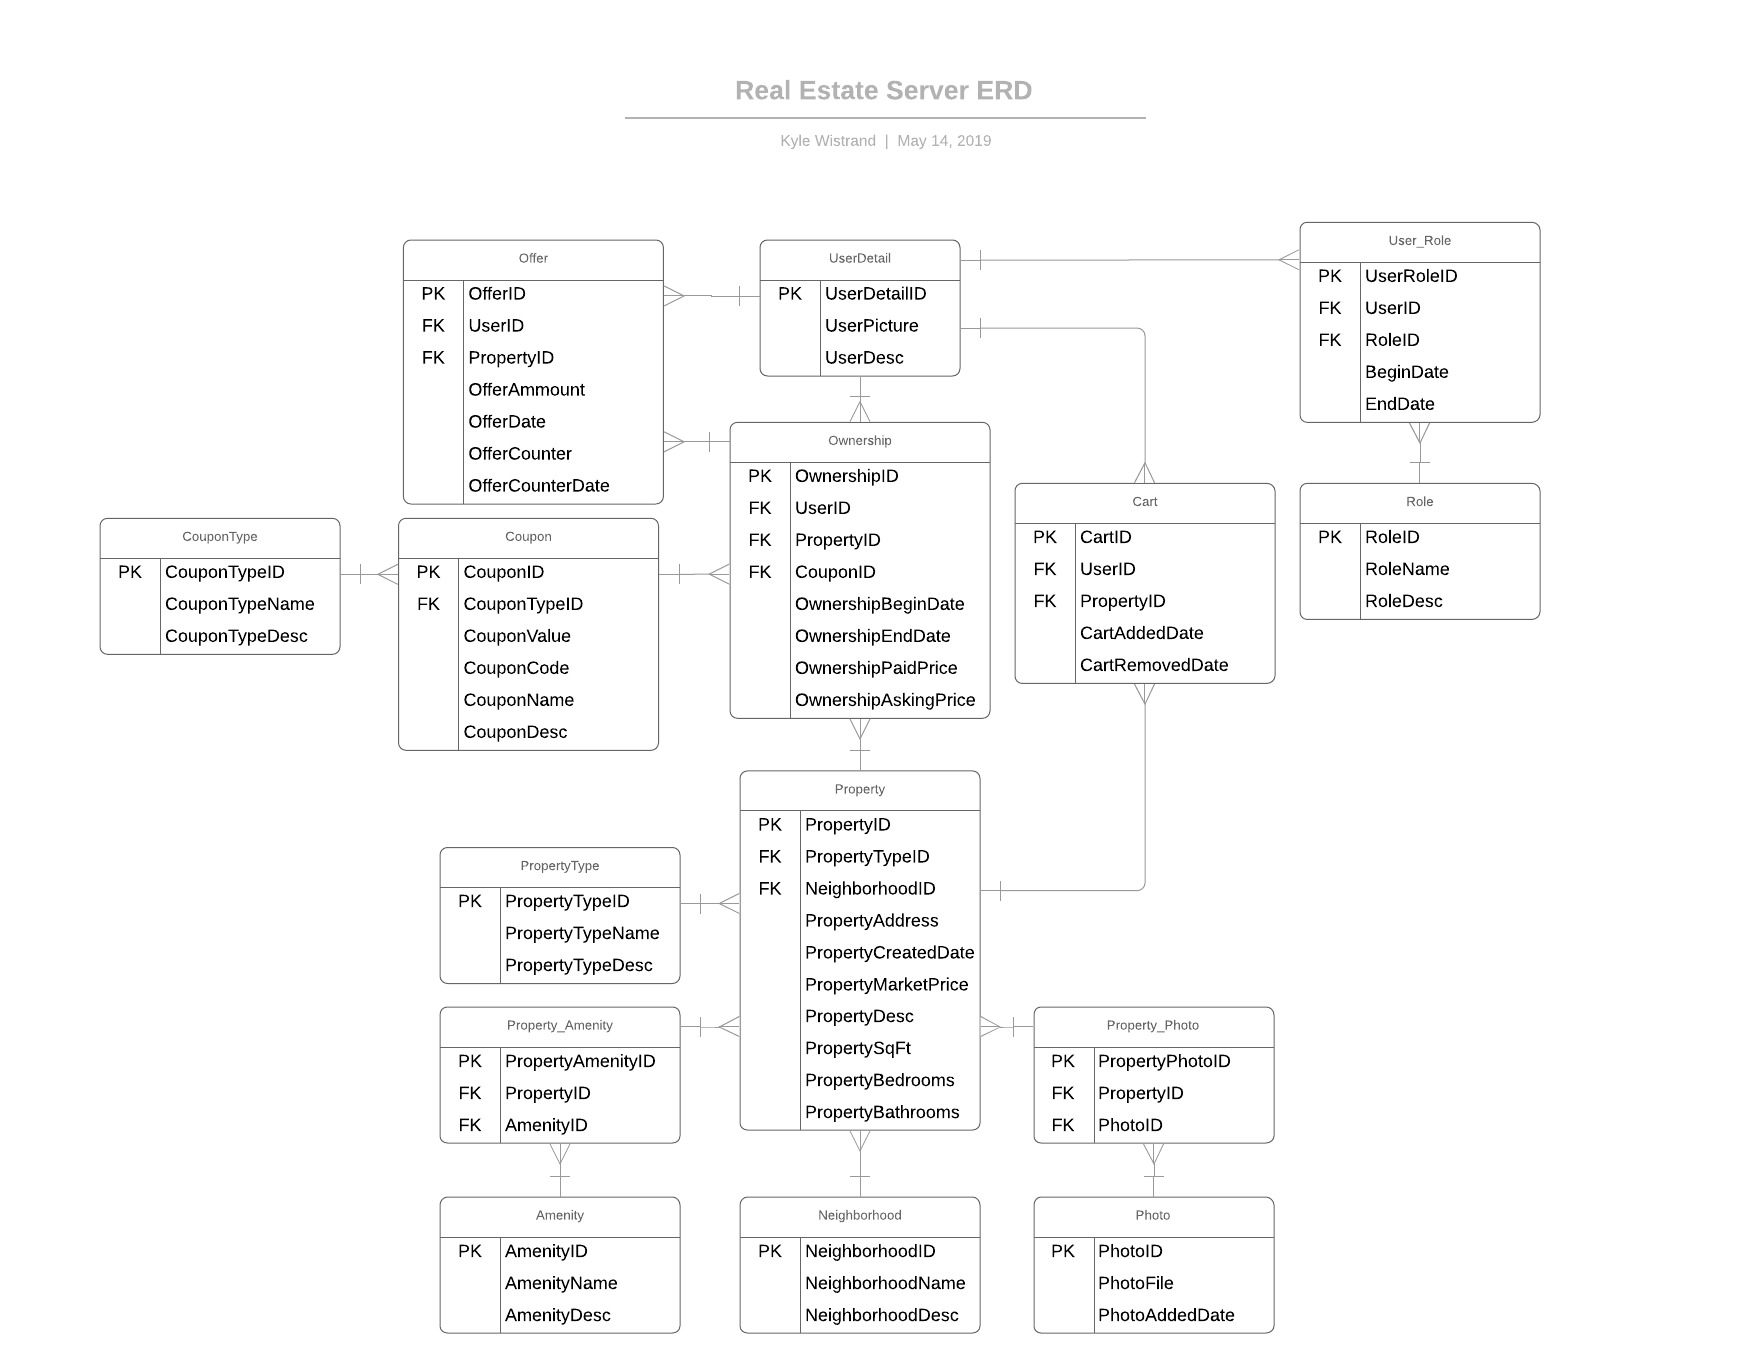 Real Estate Server ERD
Kyle Wistrand | May 14, 2019
Offer
PK OfferID
FK UserID
FK PropertyID
OfferAmmount
OfferDate
OfferCounter
OfferCounterDate
UserDetail
PK UserDetailID
UserPicture
UserDesc
User_Role
PK UserRoleID
FK UserID
FK RoleID
BeginDate
EndDate
CouponType
PK CouponTypeID
CouponTypeName
CouponTypeDesc
Coupon
PK CouponID
FK CouponTypeID
CouponValue
CouponCode
CouponName
CouponDesc
Ownership
PK OwnershipID
FK UserID
FK PropertyID
FK CouponID
OwnershipBeginDate
OwnershipEndDate
OwnershipPaidPrice
OwnershipAskingPrice
Cart
PK CartID
FK UserID
FK PropertyID
CartAddedDate
CartRemovedDate
Role
PK RoleID
RoleName
RoleDesc
Property
PK PropertyID
FK PropertyTypeID
FK NeighborhoodID
PropertyAddress
PropertyCreatedDate
PropertyMarketPrice
PropertyDesc
PropertySqFt
PropertyBedrooms
PropertyBathrooms
PropertyType
PK PropertyTypeID
PropertyTypeName
PropertyTypeDesc
Property_Amenity
PK PropertyAmenityID
FK PropertyID
FK AmenityID
Property_Photo
PK PropertyPhotoID
FK PropertyID
FK PhotoID
Amenity
PK AmenityID
AmenityName
AmenityDesc
Neighborhood
PK NeighborhoodID
NeighborhoodName
NeighborhoodDesc
Photo
PK PhotoID
PhotoFile
PhotoAddedDate